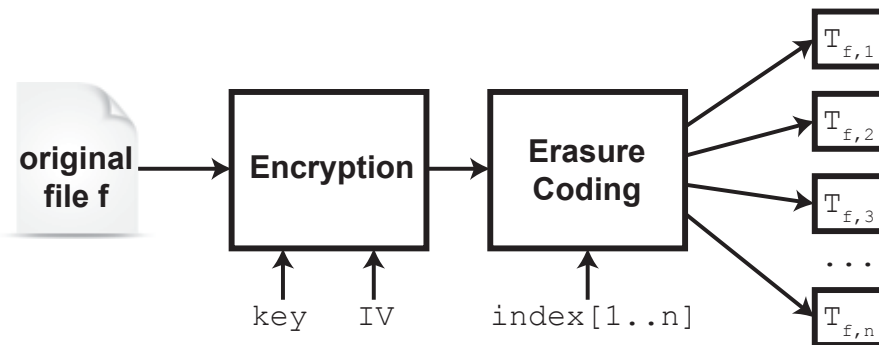 original
file f
Encryption
Erasure
Coding
key
IV
index[1..n]
T f,1
T f,2
T f,3
...
T f,n